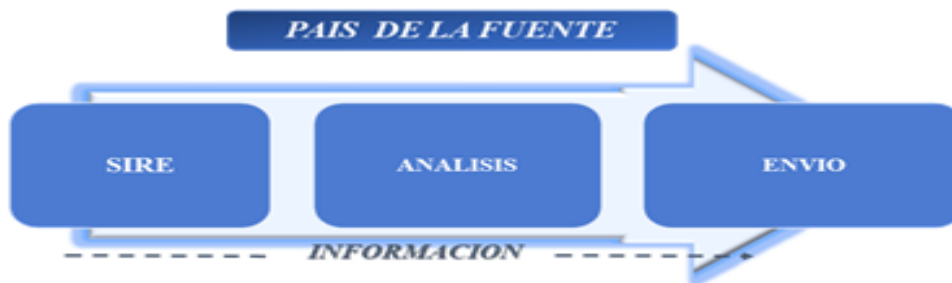 PAIS DE LA FUENTE
SIRE
ANALISIS
ENVIO
INFORMACION